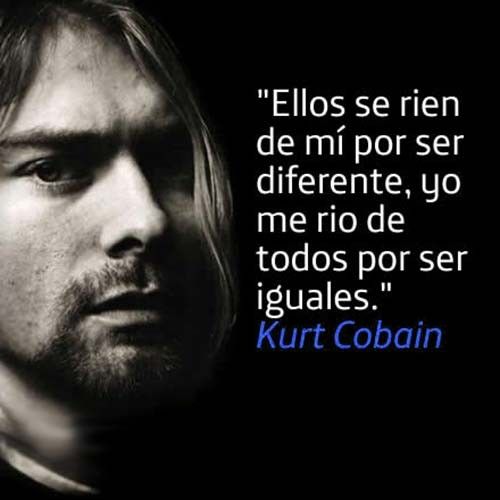 "Ellos se rien
de mí por ser
diferente, yo
me rio de
todos por ser
iguales."
Kurt Cobain